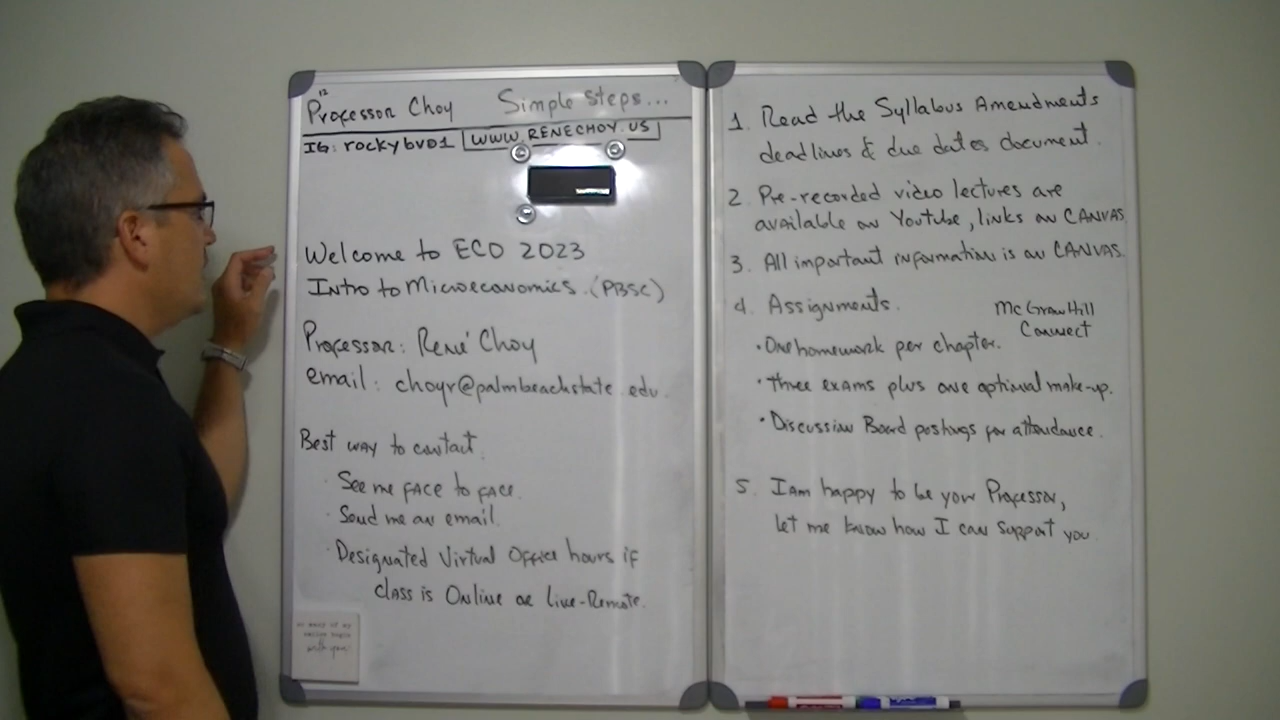 12
Professor Choy Simple Steps...
IG: rockybvd1 WWW.RENECHOY.US
Welcome to ECO 2023
Intro to Microeconomics. (PBSC)
Professor: René Choy
email: choyr@palmbeachstate.edu.
Best way to contact.
· See me face to face.
· Send me an email.
· Designated Virtual Office hours if
class is Online or Live-Remote.
with you!
1. Read the Syllabus Amendments
deadlines & due dates document.
2. Pre-recorded video lectures are
available on Youtube, links on CANVAS
3. All important information is on CANVAS.
4. Assignments. McGrawHill
Connect
· One homework per chapter.
· Three exams plus one optional make-up.
· Discussion Board postings for attendance.
5. I am happy to be your Professor,
let me know how I can support you.